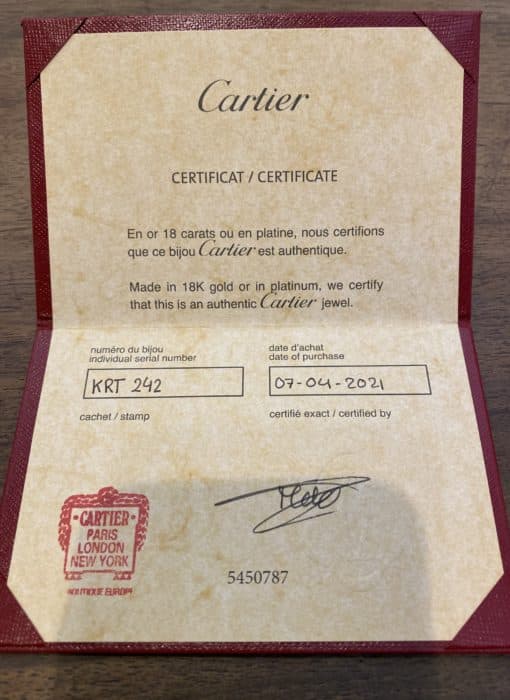 Cartier
CERTIFICAT / CERTIFICATE
En or 18 carats ou en platine, nous certifions
que ce bijou Cartier est authentique.
Made in 18K gold or in platinum, we certify
that this is an authentic Cartier jewel.
numéro du bijou
individual serial number
KRT 242
date d'achat
date of purchase
07-04-2021
cachet / stamp
certifié exact / certified by
CARTIER
PARIS
LONDON
NEW YORK
5450787